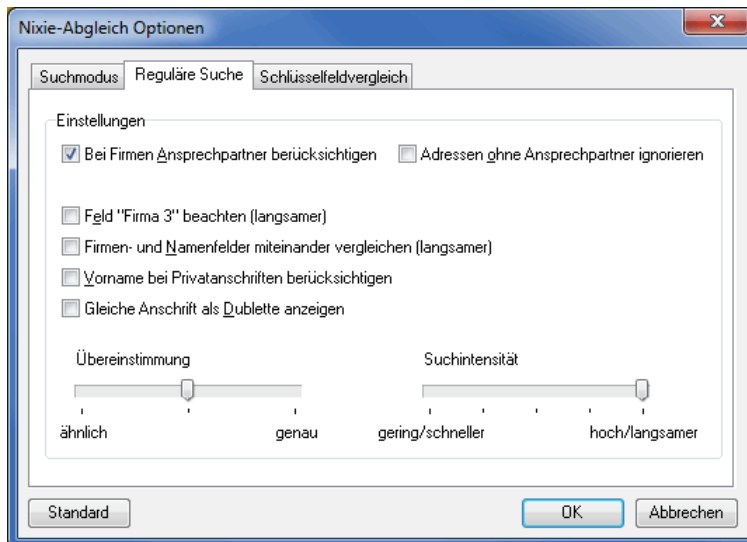 Nixie-Abgleich Optionen
Suchmodus Reguläre Suche Schlüsselfeldvergleich
Einstellungen
Bei Firmen Ansprechpartner berücksichtigen Adressen ohne Ansprechpartner ignorieren
Feld "Firma 3" beachten (langsamer)
Firmen- und Namenfelder miteinander vergleichen (langsamer)
Vorname bei Privatanschriften berücksichtigen
Gleiche Anschrift als Dublette anzeigen
Übereinstimmung Suchintensität
ähnlich genau gering/schneller hoch/langsamer
Standard OK Abbrechen